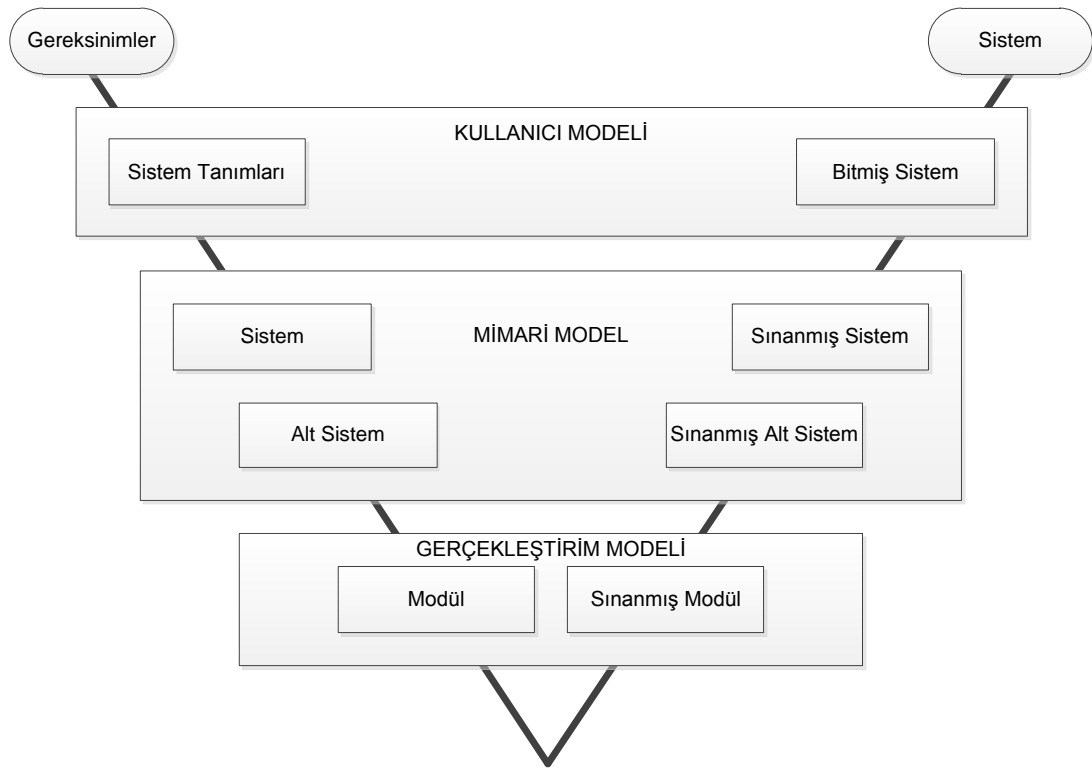 Gereksinimler
Sistem
KULLANICI MODELİ
Sistem Tanımları
Bitmiş Sistem
Sistem
MİMARİ MODEL
Sınanmış Sistem
Alt Sistem
Sınanmış Alt Sistem
GERÇEKLEŞTİRİM MODELİ
Modül
Sınanmış Modül